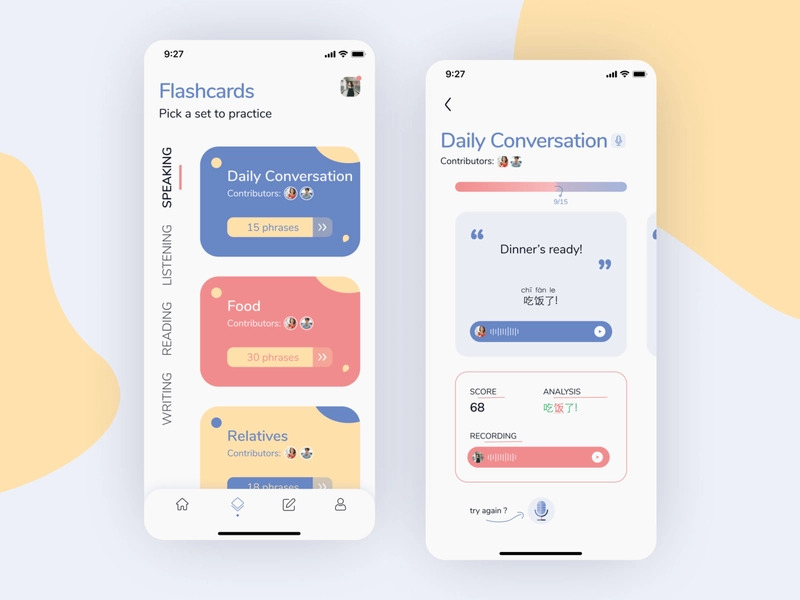 9:27
Flashcards
Pick a set to practice
SPEAKING
LISTENING
READING
WRITING
Daily Conversation
Contributors:
15 phrases
Food
Contributors:
30 phrases
Relatives
Contributors:
18 phrases
9:27
Daily Conversation
Contributors:
9/15
“
Dinner's ready!
”
chī fàn le
吃饭了!
SCORE
68
ANALYSIS
吃饭了!
RECORDING
try again ?